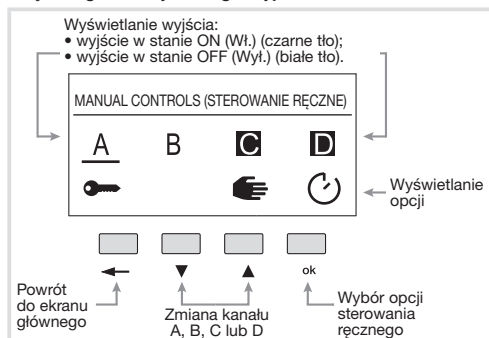 Wyświetlanie wyjścia:
• wyjście w stanie ON (Wł.) (czarne tło);
• wyjście w stanie OFF (Wył.) (białe tło).
MANUAL CONTROLS (STEROWANIE RĘCZNE)
A B C D
Wyświetlanie
opcji
ok
Powrót
do ekranu
głównego
Zmiana kanału
A, B, C lub D
Wybór opcji
sterowania
ręcznego